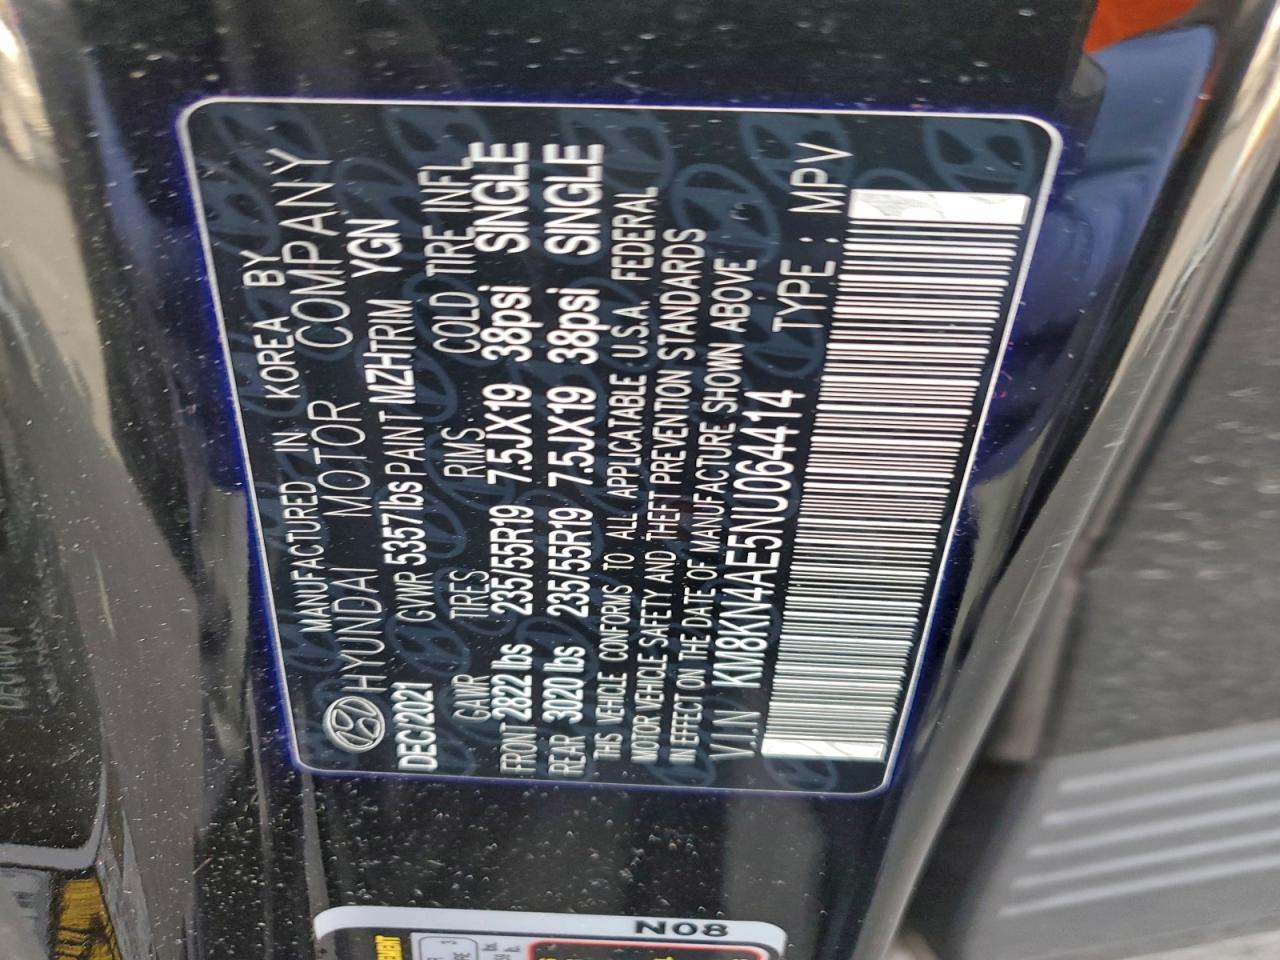 MANUFACTURED IN KOREA BY
HYUNDAI MOTOR COMPANY
DEC/2021 GVWR 5357lbs PAINT MZH TRIM YGN
GAWR TIRES RIMS COLD TIRE INFL
FRONT 2822 lbs 235/55R19 7.5JX19 38psi SINGLE
REAR 3020 lbs 235/55R19 7.5JX19 38psi SINGLE
THIS VEHICLE CONFORMS TO ALL APPLICATABLE U.S.A. FEDERAL
MOTOR VEHICLE SAFETY AND THEFT PREVENTION STANDARDS
IN EFFECT ON THE DATE OF MANUFACTURE SHOWN ABOVE
V.I.N KM8KN4AE5NU064414 TYPE : MPV
N08